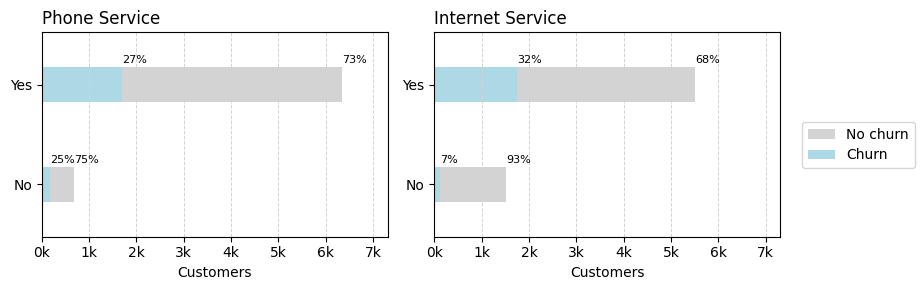 Phone Service
27% 73%
Yes
25% 75%
No
0k 1k 2k 3k 4k 5k 6k 7k
Customers
Internet Service
32% 68%
Yes
7% 93%
No
0k 1k 2k 3k 4k 5k 6k 7k
Customers
No churn
Churn